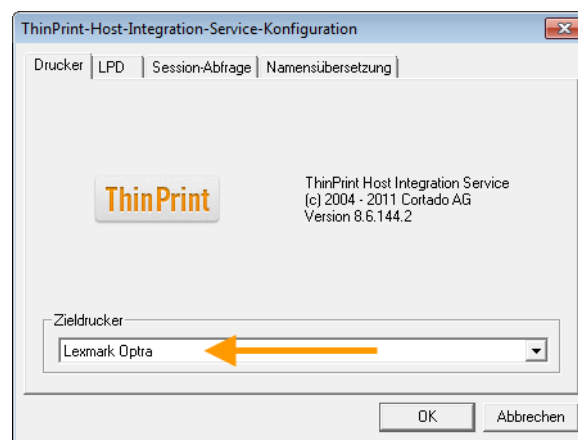 ThinPrint-Host-Integration-Service-Konfiguration
Drucker LPD Session-Abfrage Namensübersetzung
ThinPrint
ThinPrint Host Integration Service
(c) 2004 - 2011 Cortado AG
Version 8.6.144.2
Zieldrucker
Lexmark Optra
OK Abbrechen